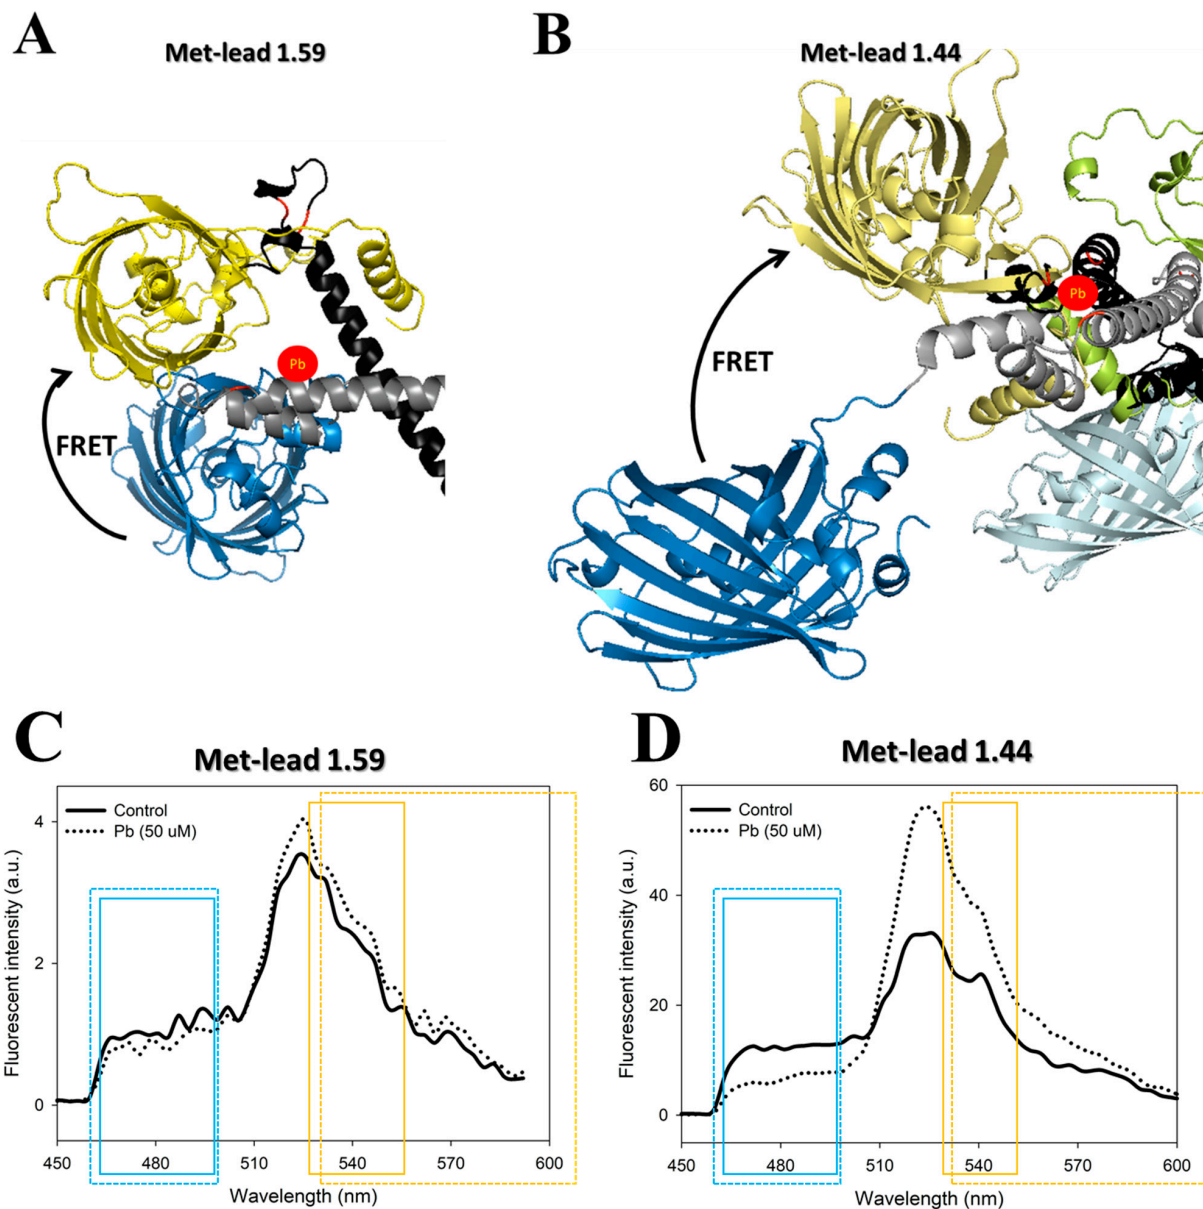 A
Met-lead 1.59
Pb
FRET
B
Met-lead 1.44
Pb
FRET
C
Met-lead 1.59
Control
Pb (50 uM)
Fluorescent intensity (a.u.)
4
2
0
450
480
510
540
570
600
Wavelength (nm)
D
Met-lead 1.44
Control
Pb (50 uM)
Fluorescent intensity (a.u.)
60
40
20
0
450
480
510
540
570
600
Wavelength (nm)